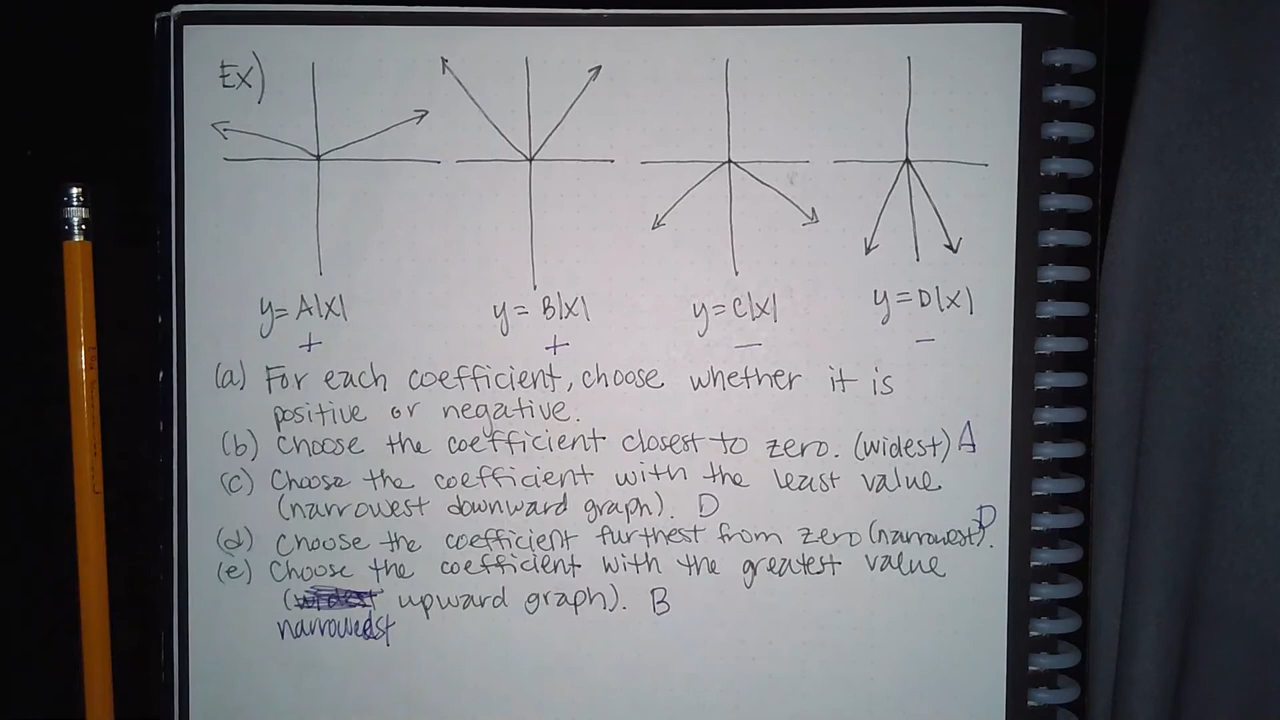 Ex)
y=A|x| y=B|x| y=C|x| y=D|x|
+ + - -
(a) For each coefficient, choose whether it is
positive or negative.
(b) Choose the coefficient closest to zero. (widest) A
(c) Choose the coefficient with the least value
(narrowest downward graph). D
(d) Choose the coefficient furthest from zero (narrowest). D
(e) Choose the coefficient with the greatest value
(widest upward graph). B
narrowest